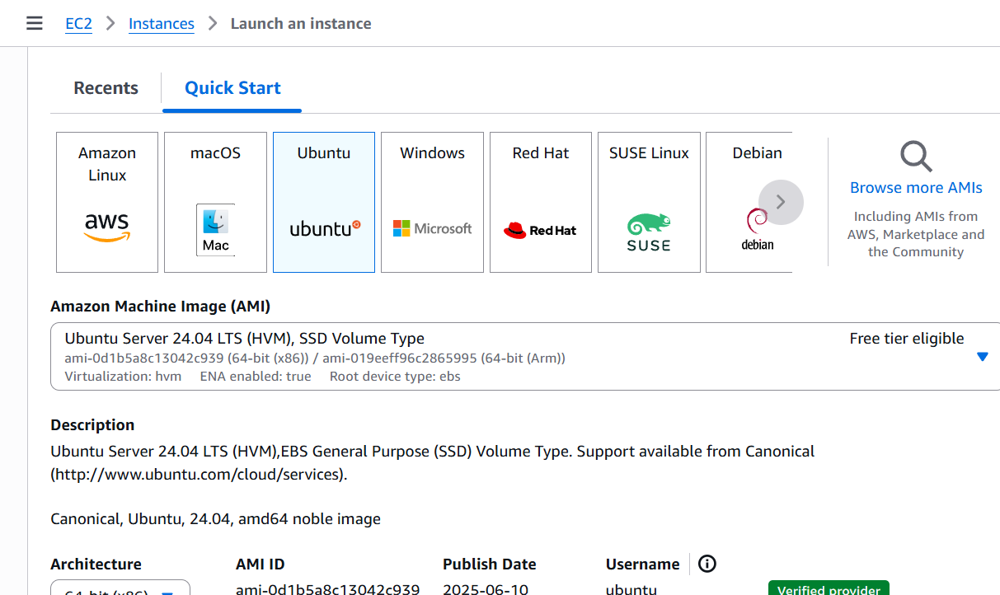 EC2 > Instances > Launch an instance
Recents
Quick Start
Amazon
Linux
aws
macOS
Mac
Ubuntu
ubuntu
Windows
Microsoft
Red Hat
Red Hat
SUSE Linux
SUSE
Debian
debian
Browse more AMIs
Including AMIs from
AWS, Marketplace and
the Community
Amazon Machine Image (AMI)
Ubuntu Server 24.04 LTS (HVM), SSD Volume Type
Free tier eligible
ami-0d1b5a8c13042c939 (64-bit (x86)) / ami-019eeff96c2865995 (64-bit (Arm))
Virtualization: hvm ENA enabled: true Root device type: ebs
Description
Ubuntu Server 24.04 LTS (HVM),EBS General Purpose (SSD) Volume Type. Support available from Canonical
(http://www.ubuntu.com/cloud/services).
Canonical, Ubuntu, 24.04, amd64 noble image
Architecture
AMI ID
Publish Date
Username
64-bit (x86)
ami-0d1b5a8c13042c939
2025-06-10
ubuntu
Verified provider